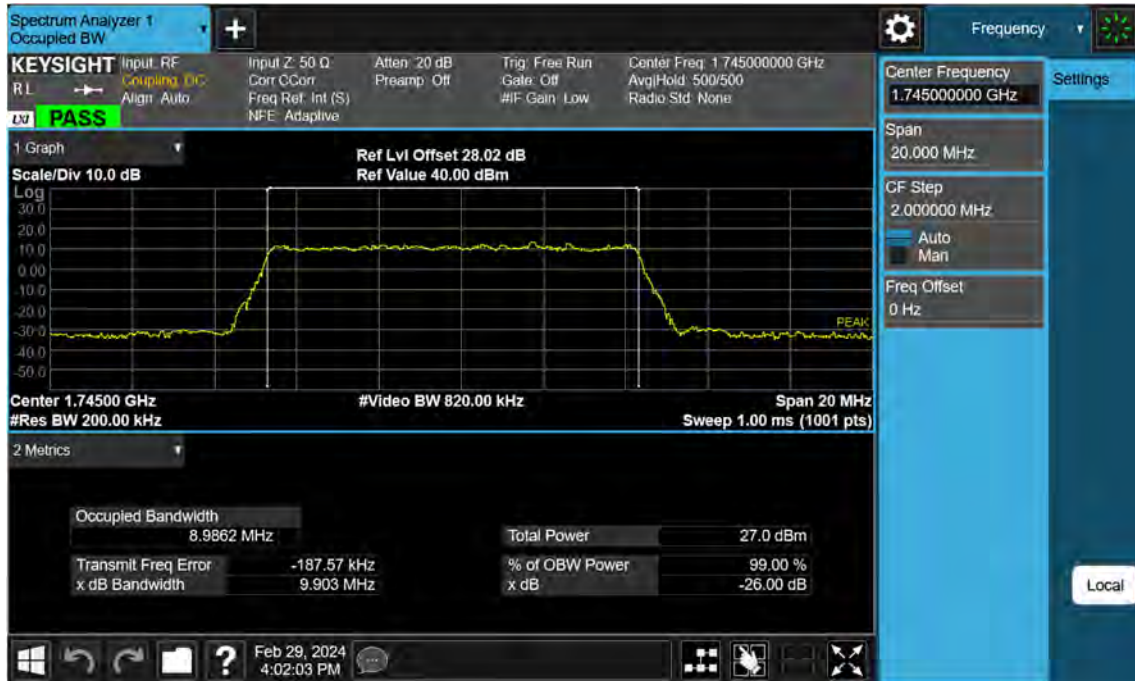 Spectrum Analyzer 1
Occupied BW
+
Frequency
KEYSIGHT
RL
LXI PASS
Input: RF
Coupling: DC
Align: Auto
Input Z: 50 Ω
Corr CCorr
Freq Ref: Int (S)
NFE: Adaptive
Atten: 20 dB
Preamp: Off
Trig: Free Run
Gate: Off
#IF Gain: Low
Center Freq: 1.745000000 GHz
Avg|Hold: 500/500
Radio Std: None
Center Frequency
1.745000000 GHz
Settings
Span
20.000 MHz
CF Step
2.000000 MHz
Auto
Man
Freq Offset
0 Hz
Local
1 Graph
Scale/Div 10.0 dB
Ref Lvl Offset 28.02 dB
Ref Value 40.00 dBm
Log
30.0
20.0
10.0
0.00
-10.0
-20.0
-30.0
-40.0
-50.0
PEAK
Center 1.74500 GHz
#Video BW 820.00 kHz
Span 20 MHz
#Res BW 200.00 kHz
Sweep 1.00 ms (1001 pts)
2 Metrics
Occupied Bandwidth
8.9862 MHz
Total Power 27.0 dBm
Transmit Freq Error -187.57 kHz
% of OBW Power 99.00 %
x dB Bandwidth 9.903 MHz
x dB -26.00 dB
?
Feb 29, 2024
4:02:03 PM